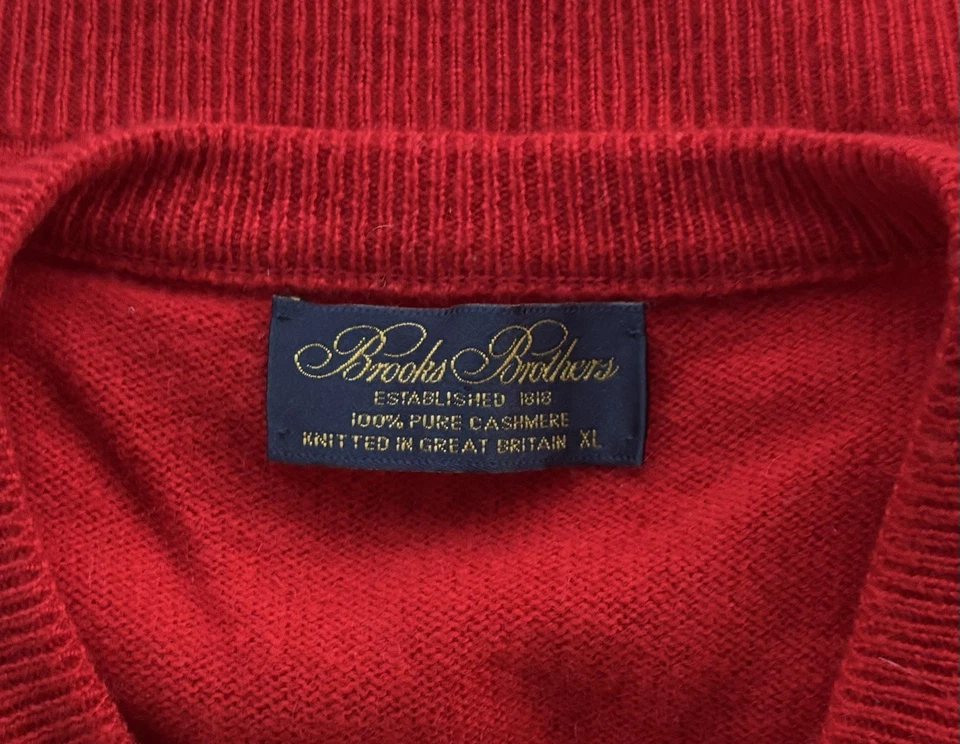 Brooks Brothers
ESTABLISHED 1818
100% PURE CASHMERE
KNITTED IN GREAT BRITAIN XL